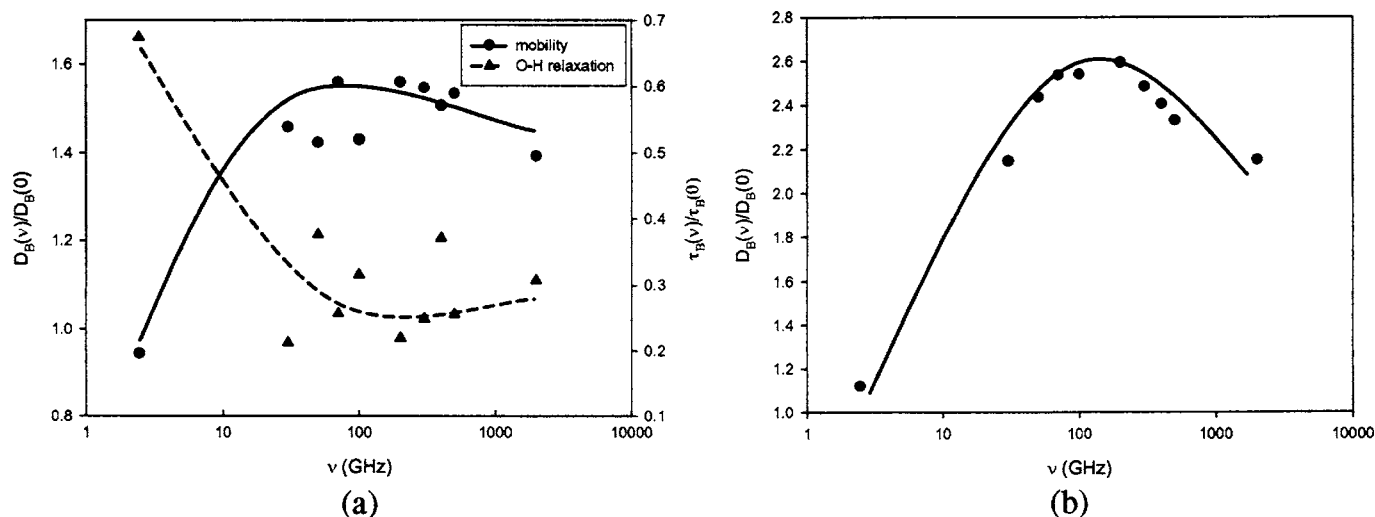 mobility
O-H relaxation
D_B(ν)/D_B(0)
1.6
1.4
1.2
1.0
0.8
0.7
0.6
0.5
0.4
0.3
0.2
0.1
τ_B(ν)/τ_B(0)
1 10 100 1000 10000
ν (GHz)
(a)
D_B(ν)/D_B(0)
2.8
2.6
2.4
2.2
2.0
1.8
1.6
1.4
1.2
1.0
1 10 100 1000 10000
ν (GHz)
(b)